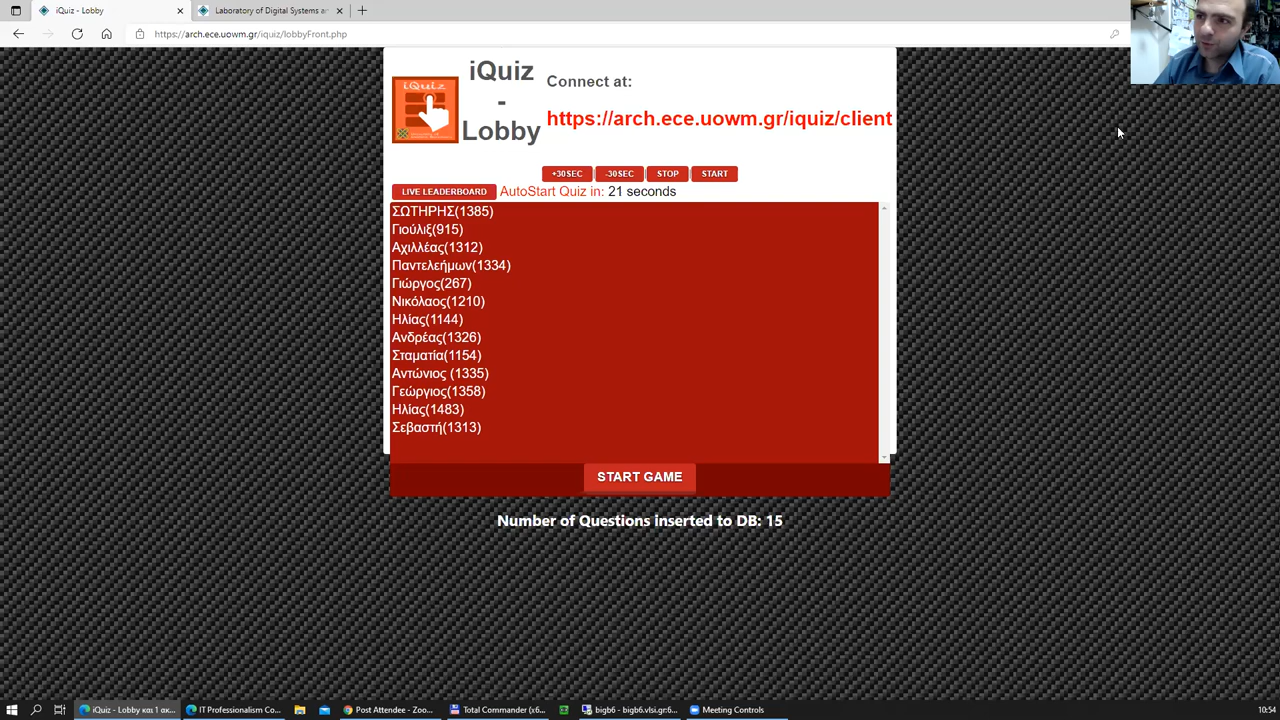 iQuiz - Lobby
Laboratory of Digital Systems ar
https://arch.ece.uowm.gr/iquiz/lobbyFront.php
iQuiz
iQuiz
-
Lobby
Connect at:
https://arch.ece.uowm.gr/iquiz/client
+30SEC
-30SEC
STOP
START
LIVE LEADERBOARD
AutoStart Quiz in: 21 seconds
ΣΩΤΗΡΗΣ(1385)
Γιούλιξ(915)
Αχιλλέας(1312)
Παντελεήμων(1334)
Γιώργος(267)
Νικόλαος(1210)
Ηλίας(1144)
Ανδρέας(1326)
Σταματία(1154)
Αντώνιος (1335)
Γεώργιος(1358)
Ηλίας(1483)
Σεβαστή(1313)
START GAME
Number of Questions inserted to DB: 15
iQuiz - Lobby και 1 ακ...
IT Professionalism Co...
Post Attendee - Zoo...
Total Commander (x6...
bigb6 - bigb6.vlsi.gr:6...
Meeting Controls
10:54